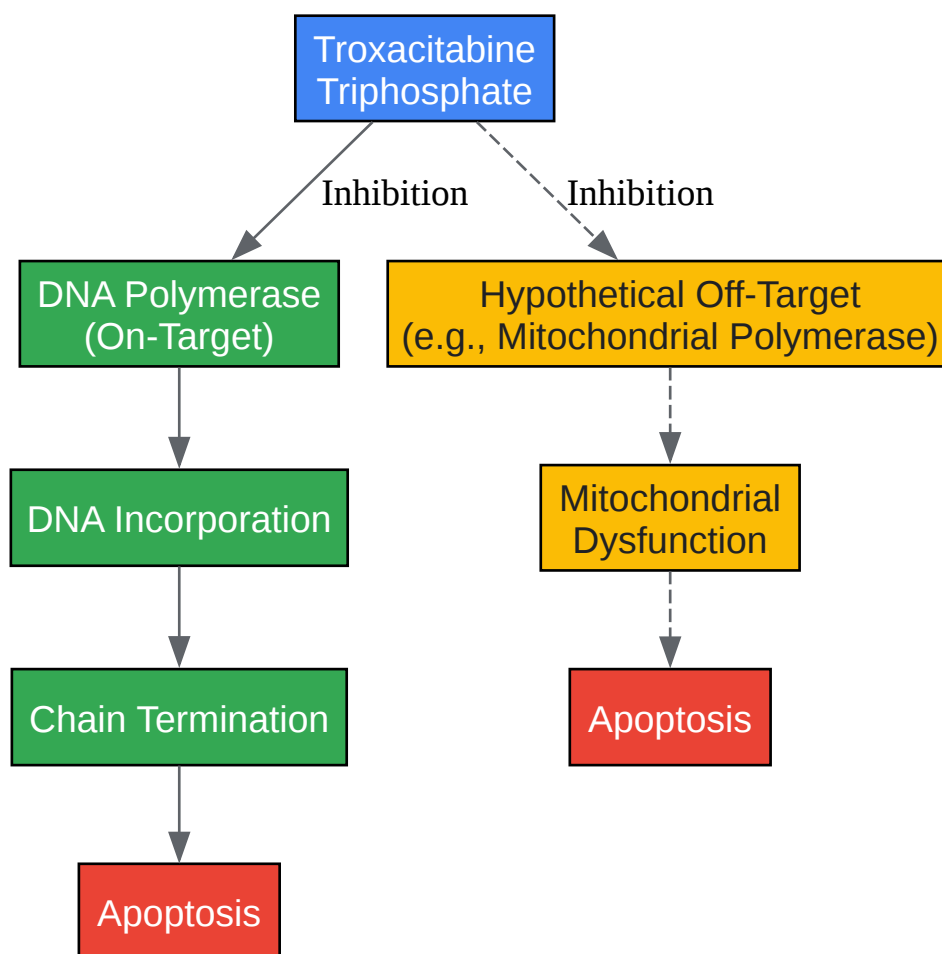 Troxacitabine
Triphosphate
Inhibition
Inhibition
DNA Polymerase
(On-Target)
Hypothetical Off-Target
(e.g., Mitochondrial Polymerase)
DNA Incorporation
Mitochondrial
Dysfunction
Chain Termination
Apoptosis
Apoptosis